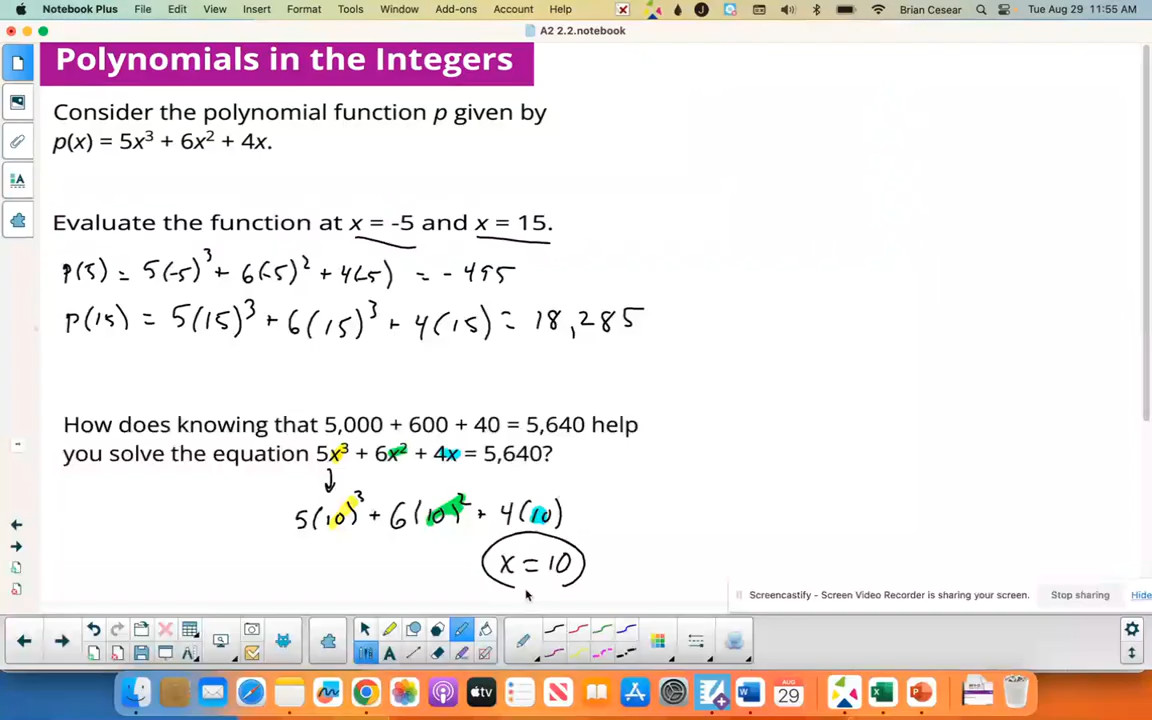 Notebook Plus File Edit View Insert Format Tools Window Add-ons Account Help Brian Cesear Tue Aug 29 11:55 AM
A2 2.2.notebook
Polynomials in the Integers
Consider the polynomial function p given by
p(x) = 5x³ + 6x² + 4x.
Evaluate the function at x = -5 and x = 15.
P(5) = 5(-5)³ + 6(-5)² + 4(-5) = - 495
P(15) = 5(15)³ + 6(15)³ + 4(15) = 18,285
How does knowing that 5,000 + 600 + 40 = 5,640 help
you solve the equation 5x³ + 6x² + 4x = 5,640?
5(10)³ + 6(10)² + 4(10)
x = 10
Screencastify - Screen Video Recorder is sharing your screen. Stop sharing Hide
AUG
29